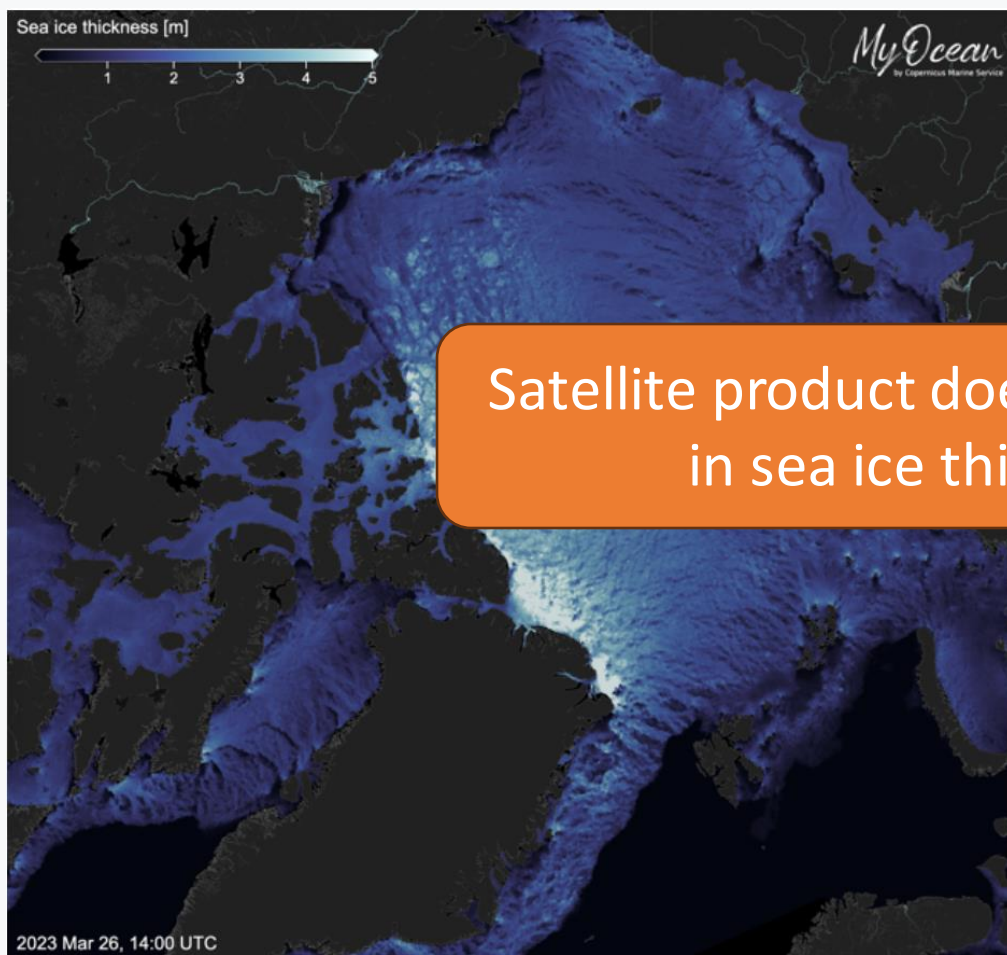 Sea ice thickness [m]
1 2 3 4 5
My Ocean
by Copernicus Marine Service
Satellite product doe
in sea ice thi
2023 Mar 26, 14:00 UTC